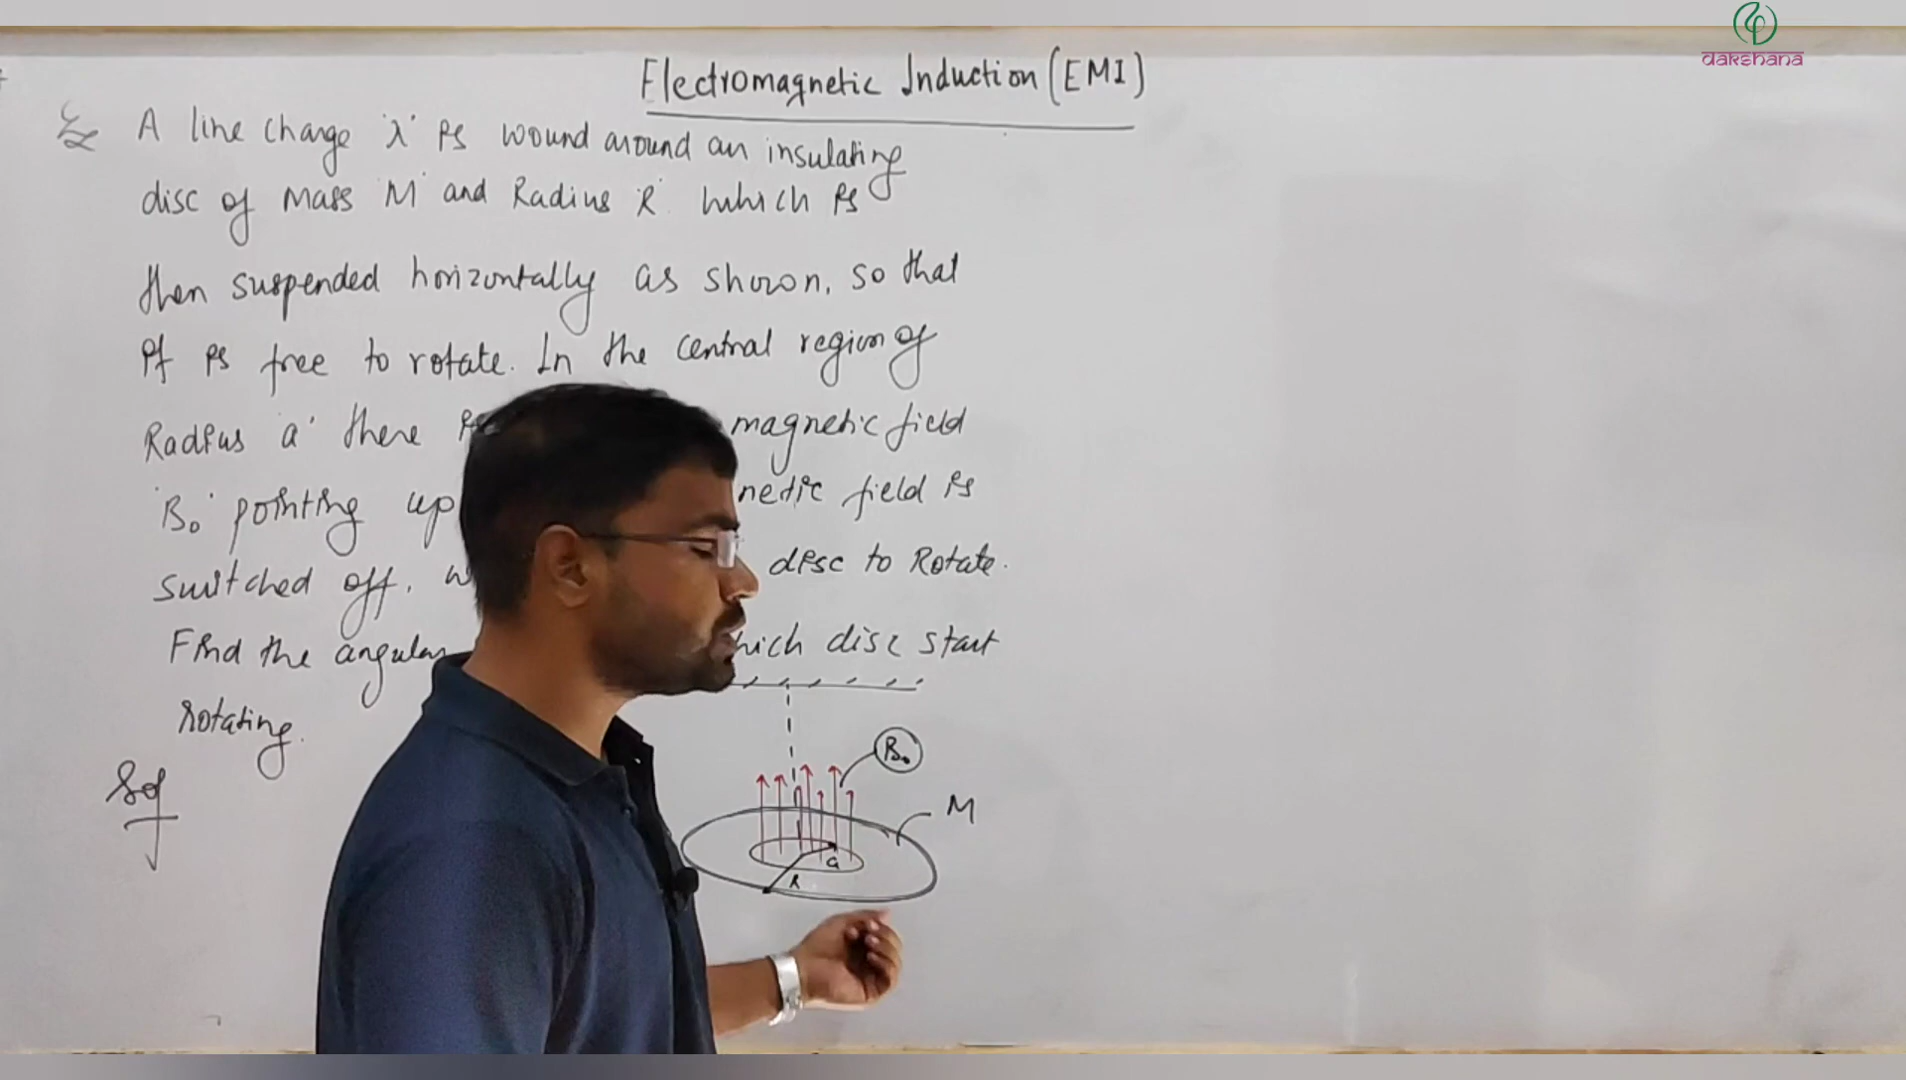 dakshana
Electromagnetic Induction (EMI)
Ex A line charge 'λ' is wound around an insulating
disc of Mass 'M' and Radius 'R' which is
then suspended horizontally as shown, so that
it is free to rotate. In the central region of
Radius 'a' there magnetic field
'B₀' pointing up netic field is
switched off, disc to Rotate.
Find the angular which disc start
rotating.
Sol
B₀
M
a
R